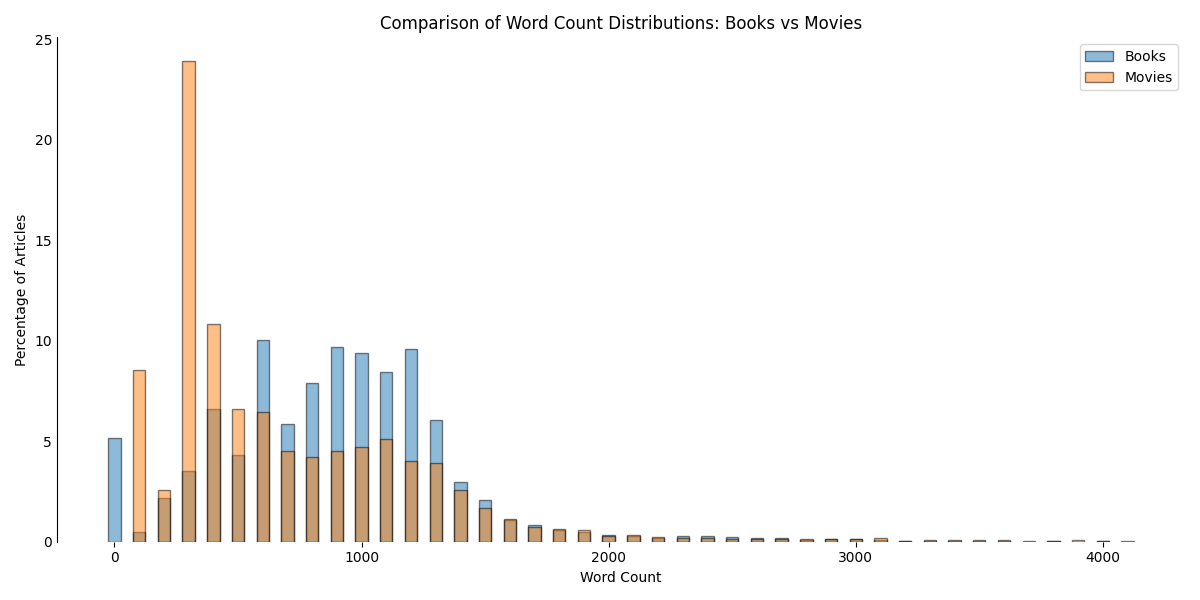 Comparison of Word Count Distributions: Books vs Movies
Books
Movies
Percentage of Articles
25
20
15
10
5
0
0 1000 2000 3000 4000
Word Count